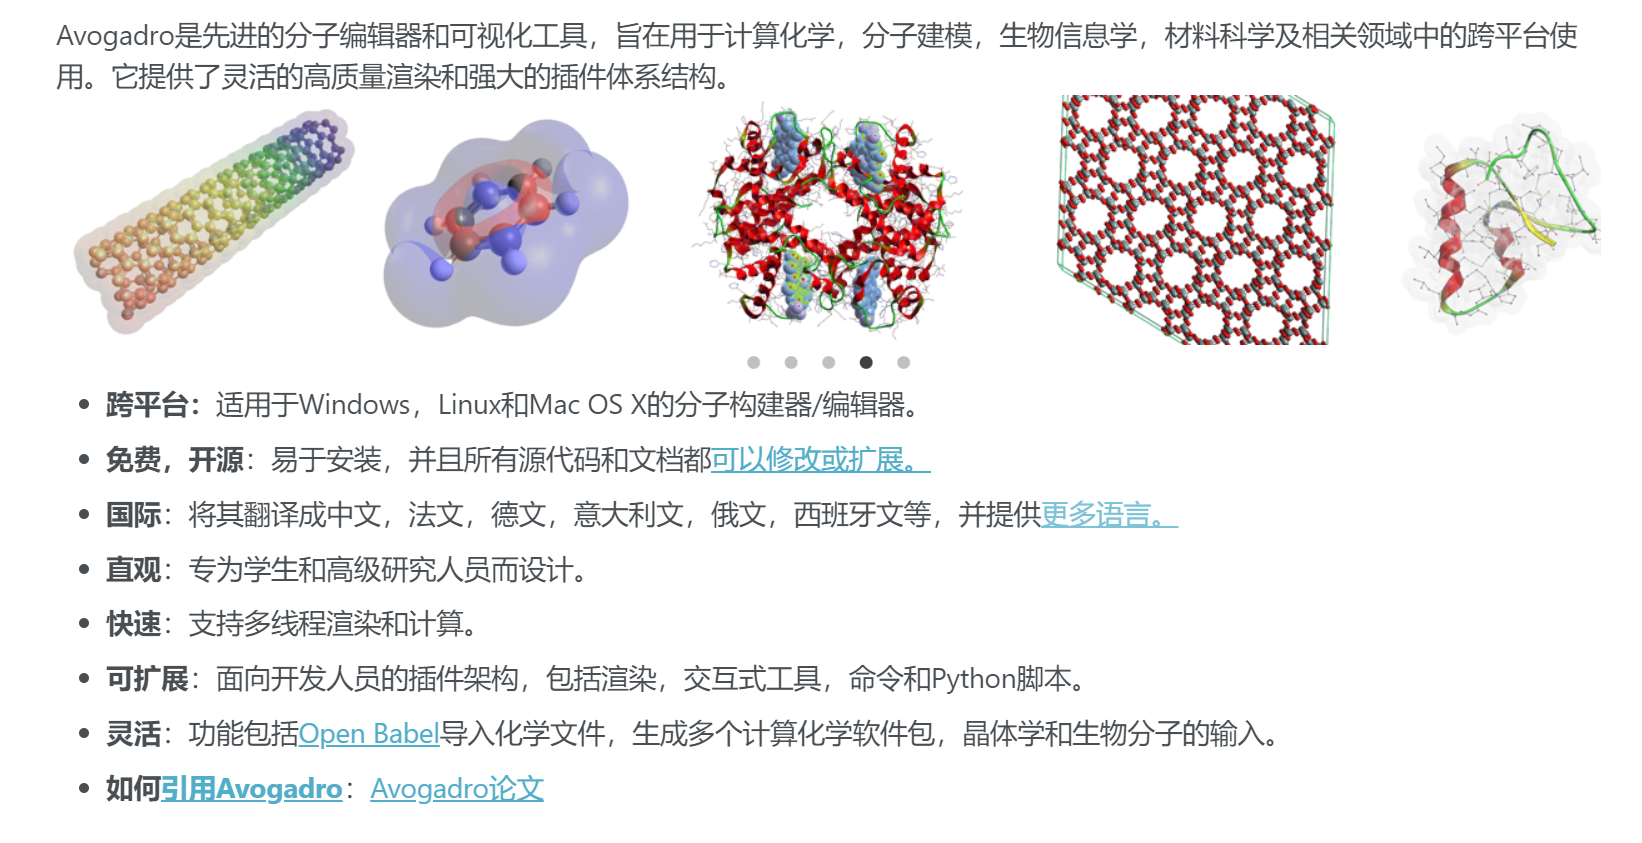 Avogadro是先进的分子编辑器和可视化工具，旨在用于计算化学，分子建模，生物信息学，材料科学及相关领域中的跨平台使
用。它提供了灵活的高质量渲染和强大的插件体系结构。
跨平台：适用于Windows，Linux和Mac OS X的分子构建器/编辑器。
免费，开源：易于安装，并且所有源代码和文档都可以修改或扩展。
国际：将其翻译成中文，法文，德文，意大利文，俄文，西班牙文等，并提供更多语言。
直观：专为学生和高级研究人员而设计。
快速：支持多线程渲染和计算。
可扩展：面向开发人员的插件架构，包括渲染，交互式工具，命令和Python脚本。
灵活：功能包括Open Babel导入化学文件，生成多个计算化学软件包，晶体学和生物分子的输入。
如何引用Avogadro：Avogadro论文